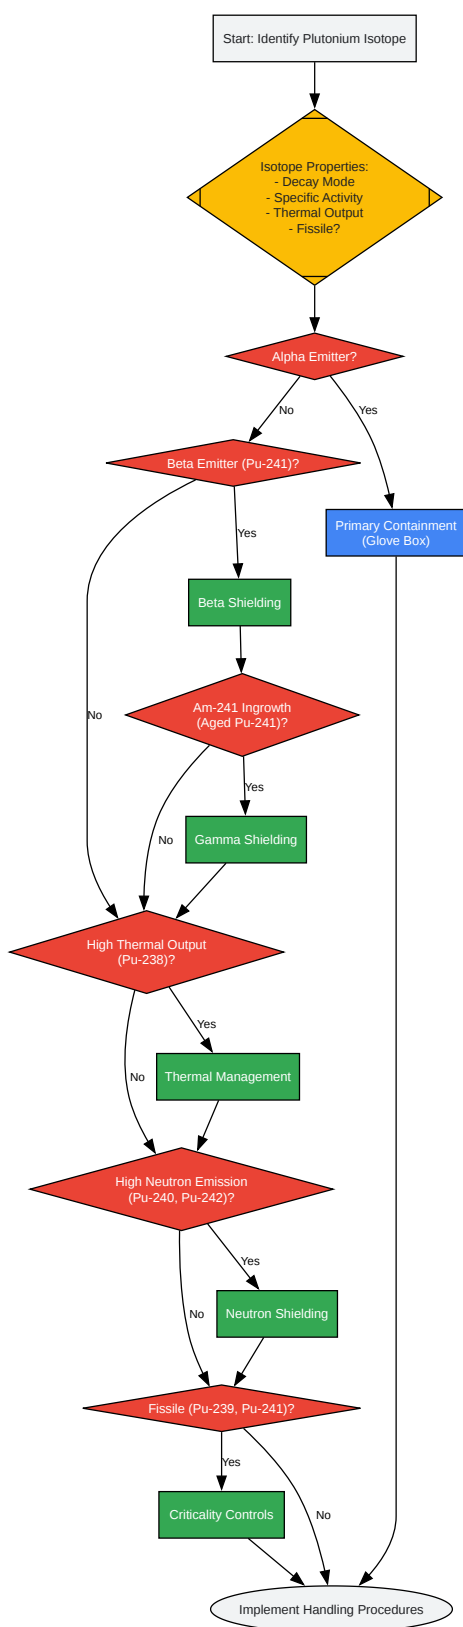 Start: Identify Plutonium Isotope
Isotope Properties:
- Decay Mode
- Specific Activity
- Thermal Output
- Fissile?
Alpha Emitter?
No
Yes
Beta Emitter (Pu-241)?
Primary Containment
(Glove Box)
Yes
Beta Shielding
Am-241 Ingrowth
(Aged Pu-241)?
No
Yes
No
Gamma Shielding
High Thermal Output
(Pu-238)?
Yes
No
Thermal Management
High Neutron Emission
(Pu-240, Pu-242)?
Yes
No
Neutron Shielding
Fissile (Pu-239, Pu-241)?
Yes
No
Criticality Controls
Implement Handling Procedures